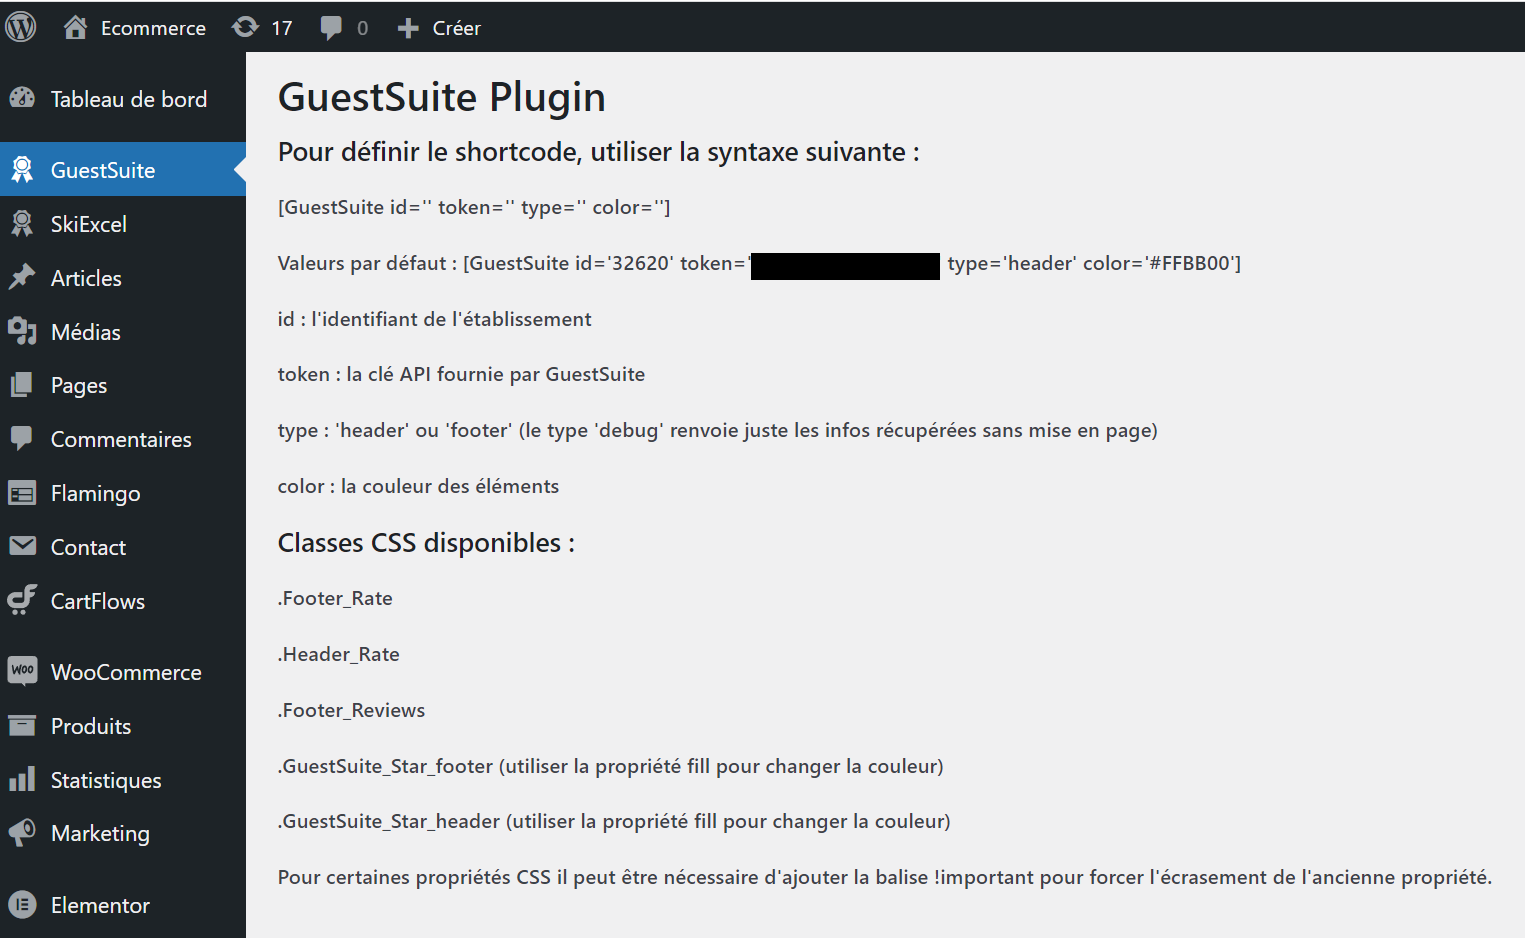 Ecommerce 17 0 Créer
Tableau de bord
GuestSuite
SkiExcel
Articles
Médias
Pages
Commentaires
Flamingo
Contact
CartFlows
Woo WooCommerce
Produits
Statistiques
Marketing
Elementor
GuestSuite Plugin
Pour définir le shortcode, utiliser la syntaxe suivante :
[GuestSuite id='' token='' type='' color='']
Valeurs par défaut : [GuestSuite id='32620' token=' type='header' color='#FFBB00']
id : l'identifiant de l'établissement
token : la clé API fournie par GuestSuite
type : 'header' ou 'footer' (le type 'debug' renvoie juste les infos récupérées sans mise en page)
color : la couleur des éléments
Classes CSS disponibles :
.Footer_Rate
.Header_Rate
.Footer_Reviews
.GuestSuite_Star_footer (utiliser la propriété fill pour changer la couleur)
.GuestSuite_Star_header (utiliser la propriété fill pour changer la couleur)
Pour certaines propriétés CSS il peut être nécessaire d'ajouter la balise !important pour forcer l'écrasement de l'ancienne propriété.